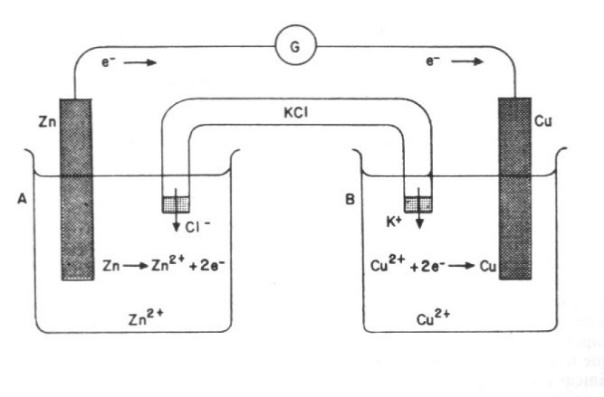 G
e⁻ → e⁻ →
Zn KCl Cu
A B
Cl⁻ K⁺
Zn → Zn²⁺ + 2e⁻ Cu²⁺ + 2e⁻ → Cu
Zn²⁺ Cu²⁺